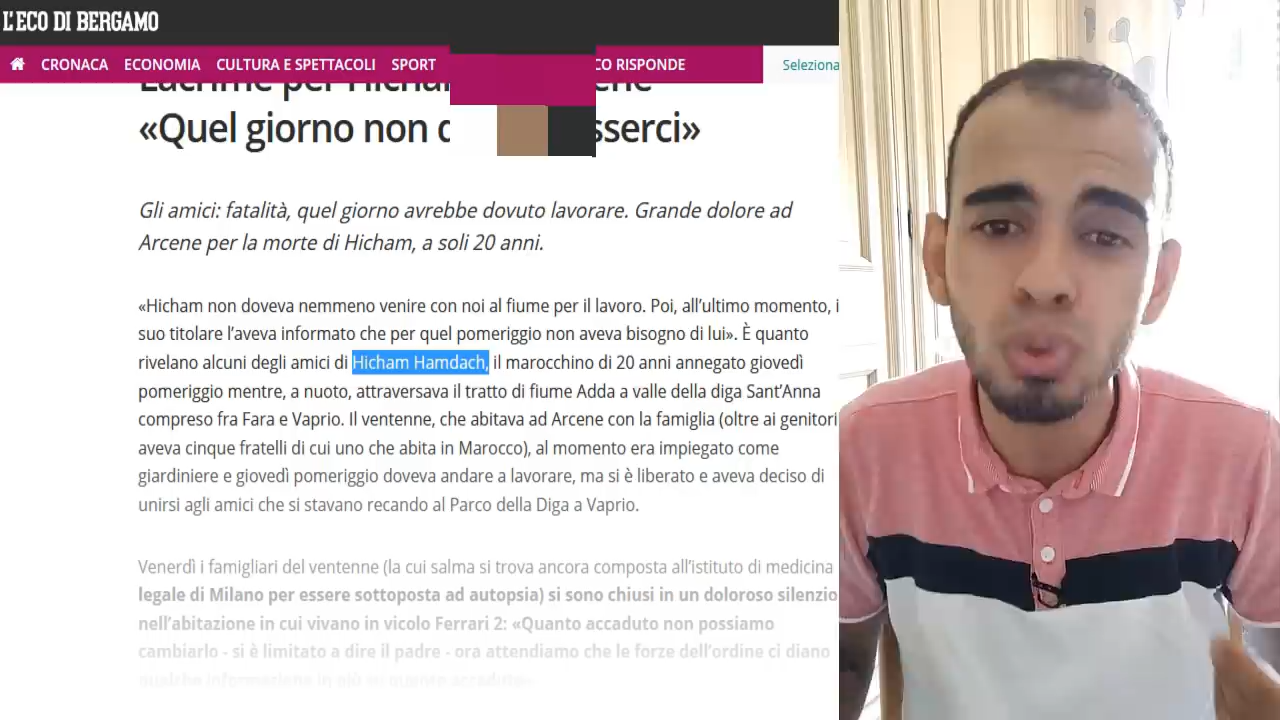 L'ECO DI BERGAMO
CRONACA ECONOMIA CULTURA E SPETTACOLI SPORT CO RISPONDE Seleziona
Lacrime per
«Quel giorno non
Gli amici: fatalità, quel giorno avrebbe dovuto lavorare. Grande dolore ad
Arcene per la morte di Hicham, a soli 20 anni.
«Hicham non doveva nemmeno venire con noi al fiume per il lavoro. Poi, all'ultimo momento, i
suo titolare l'aveva informato che per quel pomeriggio non aveva bisogno di lui». È quanto
rivelano alcuni degli amici di Hicham Hamdach, il marocchino di 20 anni annegato giovedì
pomeriggio mentre, a nuoto, attraversava il tratto di fiume Adda a valle della diga Sant'Anna
compreso fra Fara e Vaprio. Il ventenne, che abitava ad Arcene con la famiglia (oltre ai genitori
aveva cinque fratelli di cui uno che abita in Marocco), al momento era impiegato come
giardiniere e giovedì pomeriggio doveva andare a lavorare, ma si è liberato e aveva deciso di
unirsi agli amici che si stavano recando al Parco della Diga a Vaprio.
Venerdì i famigliari del ventenne (la cui salma si trova ancora composta all'istituto di medicina
legale di Milano per essere sottoposta ad autopsia) si sono chiusi in un doloroso silenzio
nell'abitazione in cui vivano in vicolo Ferrari 2: «Quanto accaduto non possiamo
cambiarlo - si è limitato a dire il padre - ora attendiamo che le forze dell'ordine ci diano
qualche informazione in più su quanto accaduto»